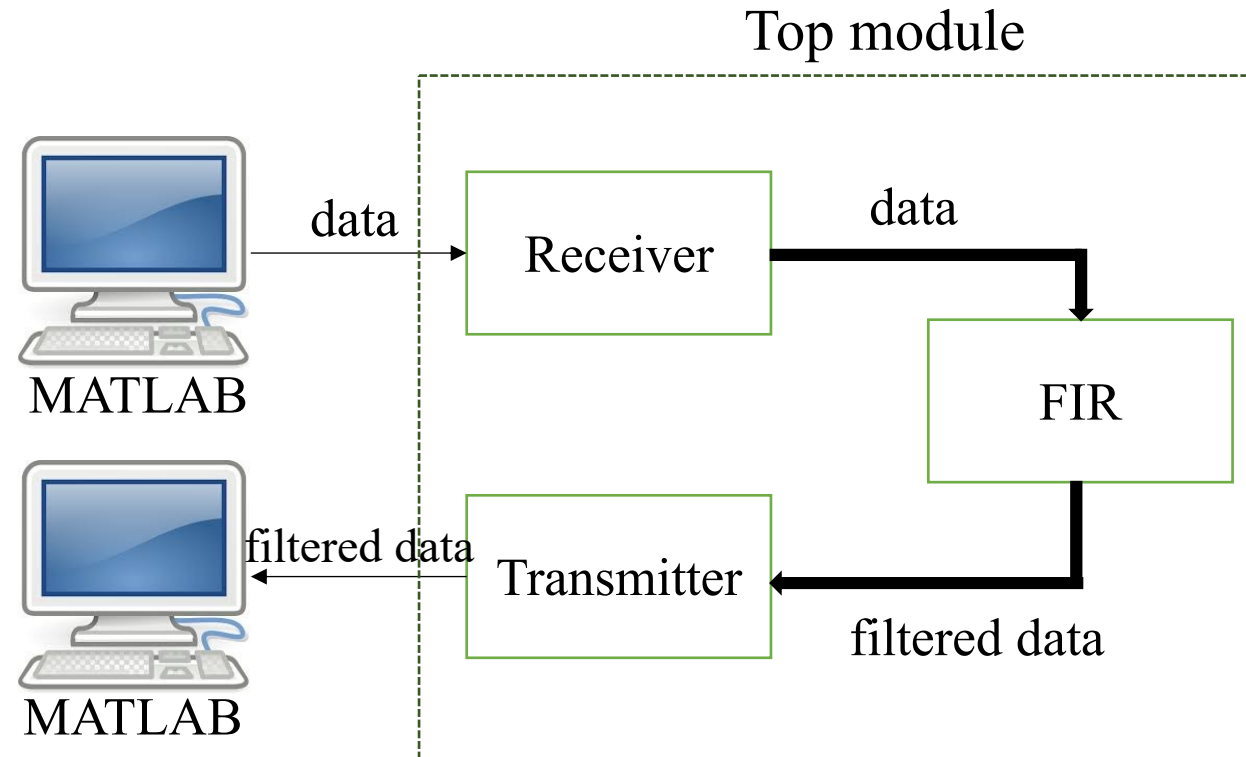 Top module
data
data
Receiver
MATLAB
FIR
filtered data
Transmitter
filtered data
MATLAB